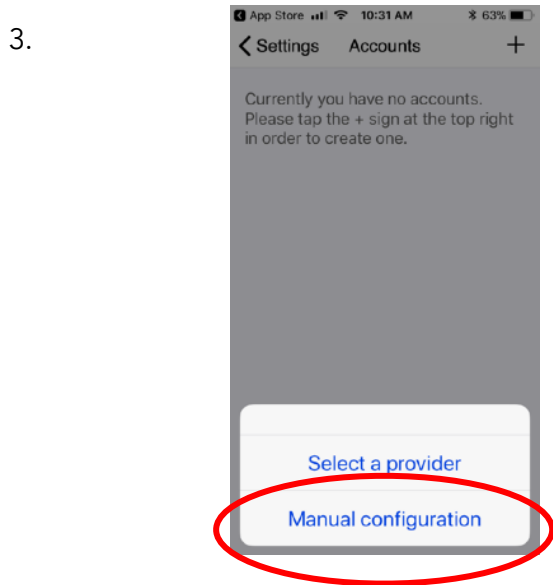 3.
App Store 10:31 AM 63%
Settings Accounts +
Currently you have no accounts.
Please tap the + sign at the top right
in order to create one.
Select a provider
Manual configuration